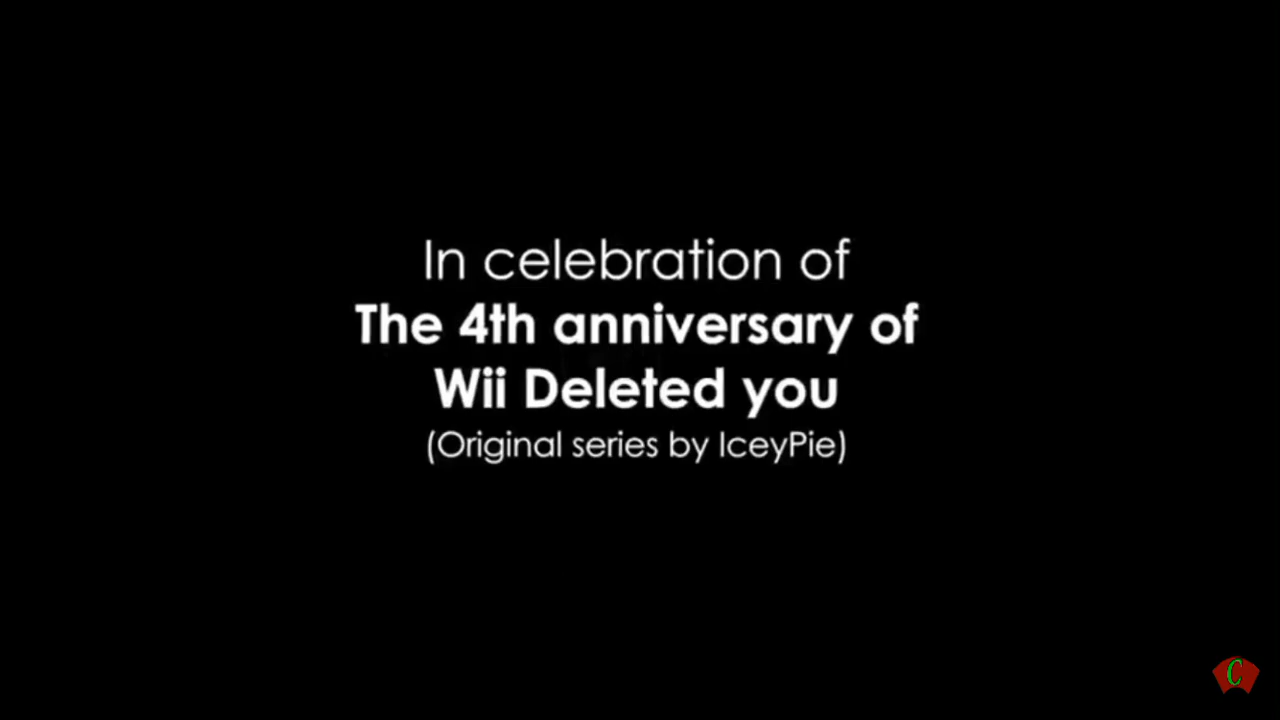 In celebration of
The 4th anniversary of
Wii Deleted you
(Original series by IceyPie)
C